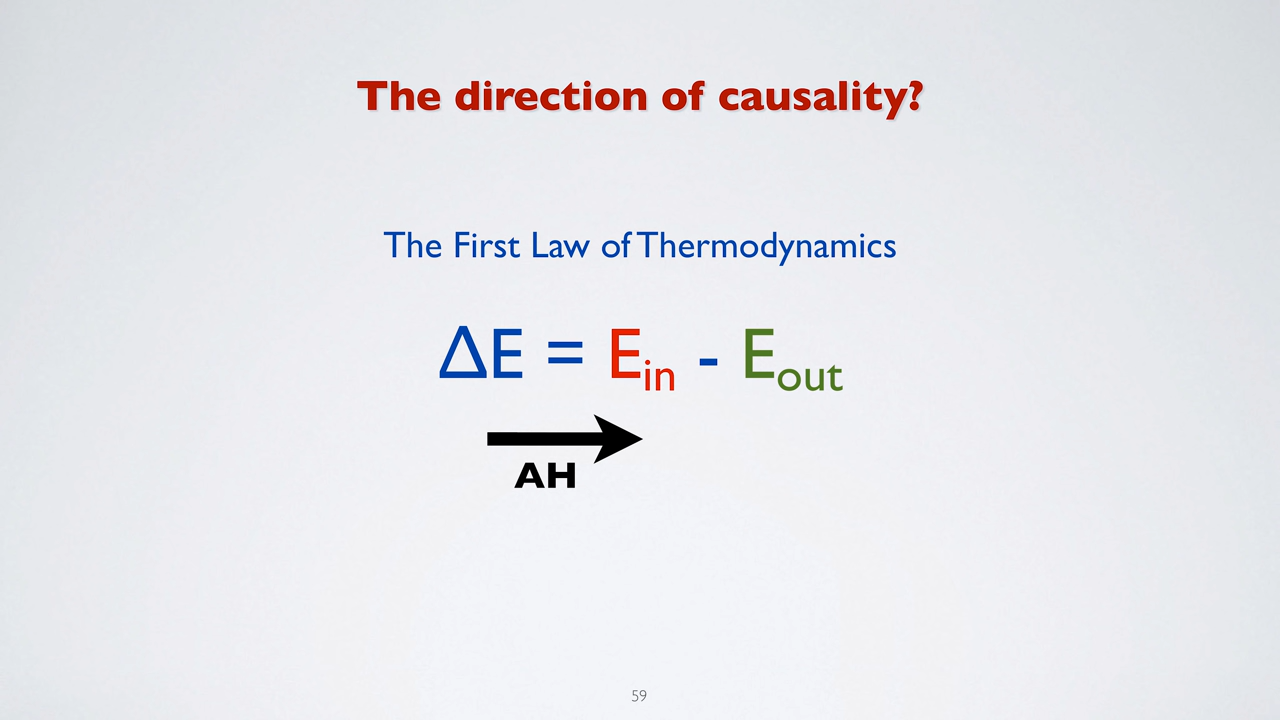 The direction of causality?
The First Law of Thermodynamics
ΔE = Ein - Eout
AH
59